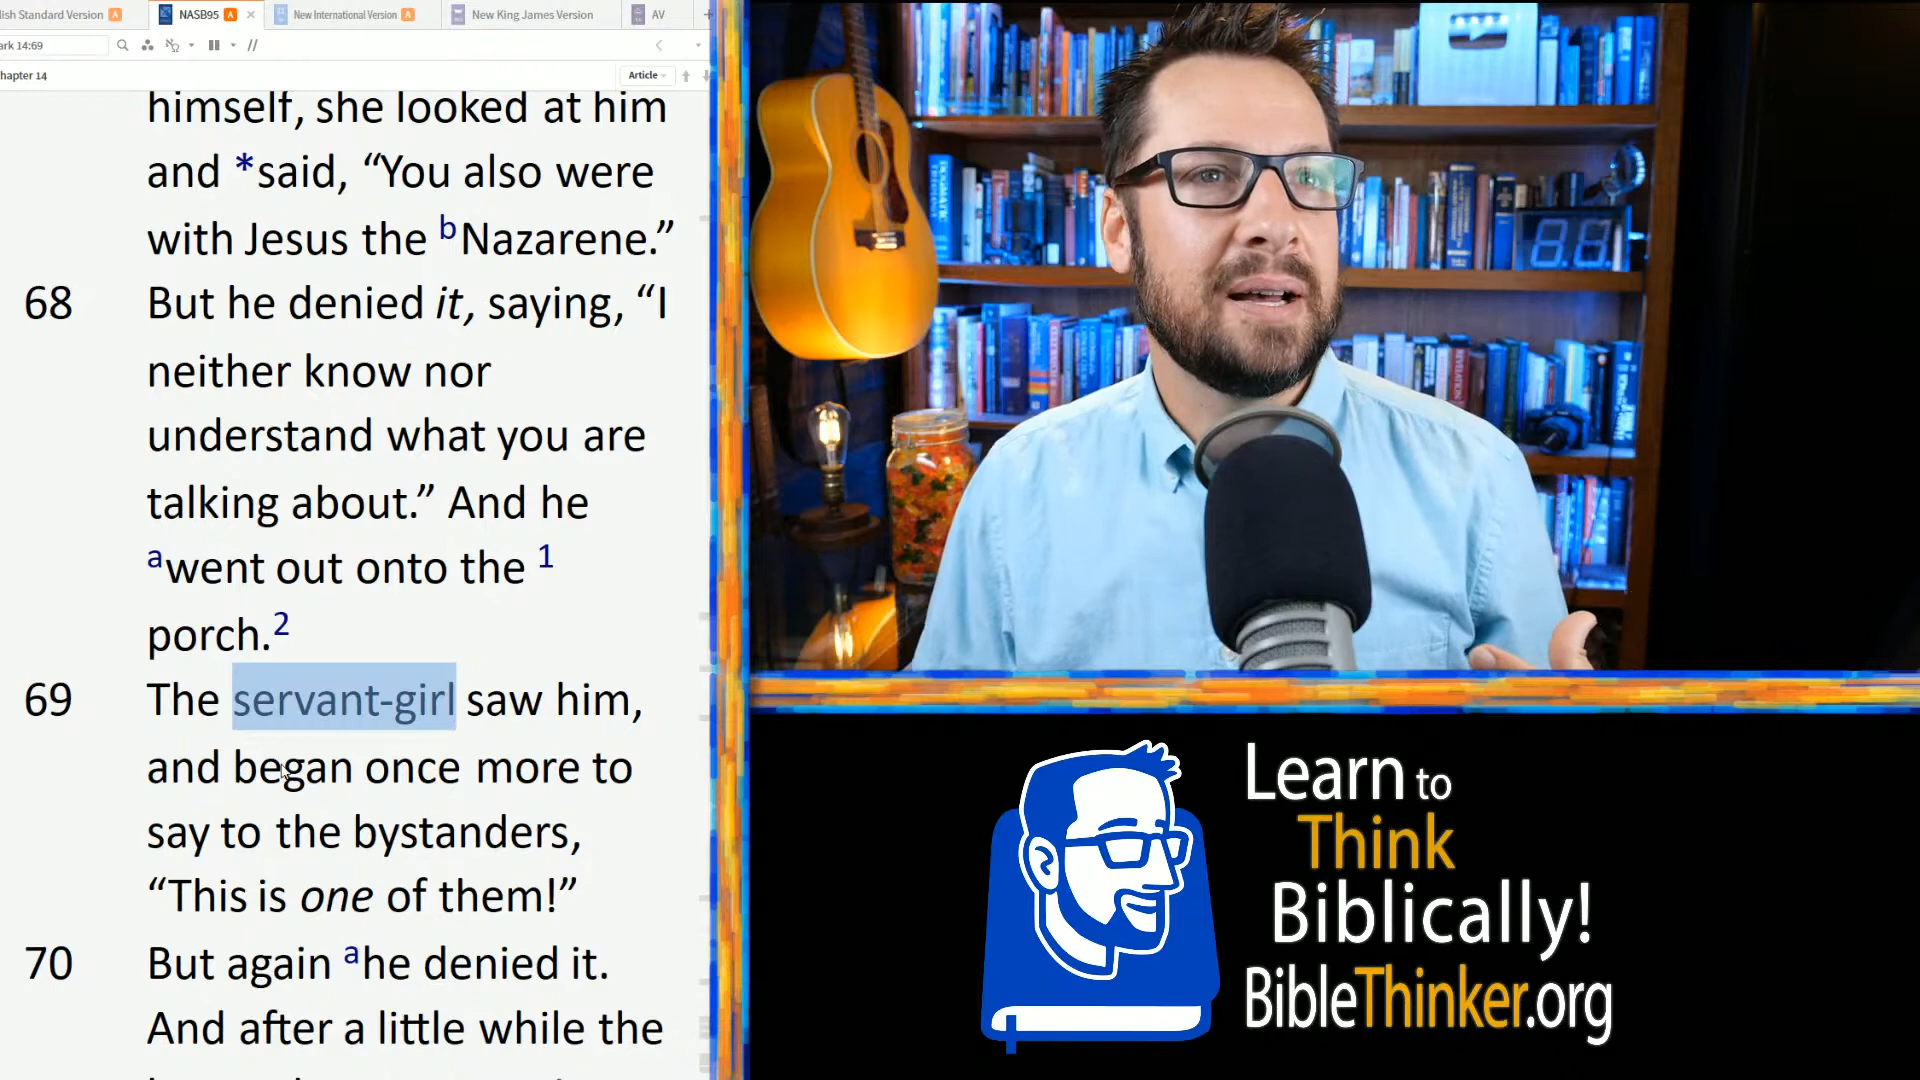 lish Standard Version A
NASB95 A
New International Version A
New King James Version
AV
ark 14:69
hapter 14
Article
himself, she looked at him
and *said, “You also were
with Jesus the bNazarene.”
68 But he denied it, saying, “I
neither know nor
understand what you are
talking about.” And he
awent out onto the 1
porch.2
69 The servant-girl saw him,
and began once more to
say to the bystanders,
“This is one of them!”
70 But again ahe denied it.
And after a little while the
Learn to
Think
Biblically!
BibleThinker.org